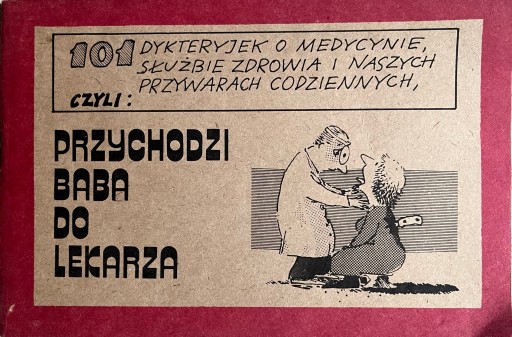 101 DYKTERYJEK O MEDYCYNIE,
SŁUŻBIE ZDROWIA I NASZYCH
PRZYWARACH CODZIENNYCH,
CZYLI:
PRZYCHODZI
BABA
DO
LEKARZA